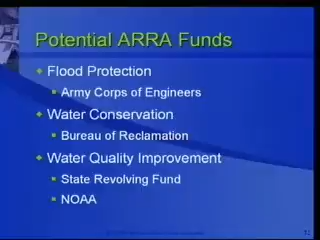 Potential ARRA Funds
Flood Protection
Army Corps of Engineers
Water Conservation
Bureau of Reclamation
Water Quality Improvement
State Revolving Fund
NOAA